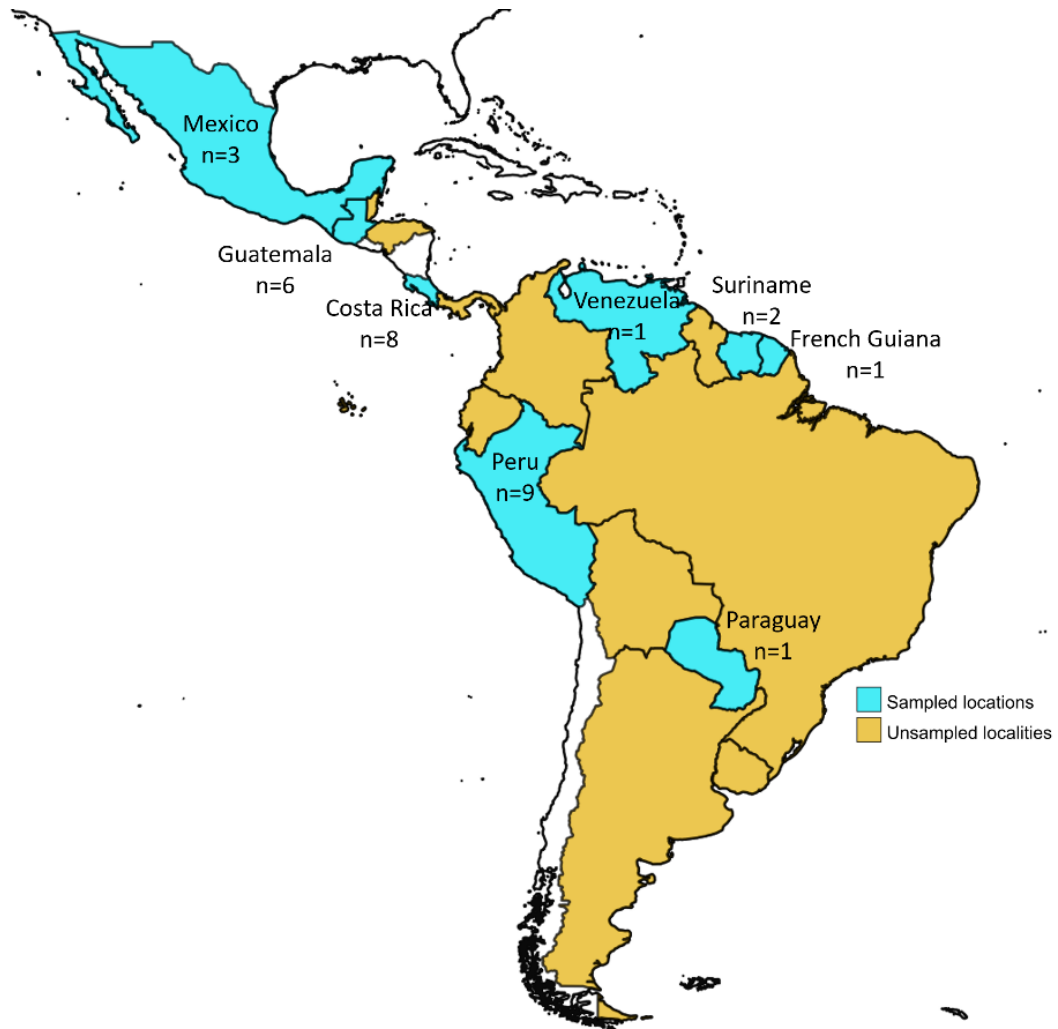 Mexico
n=3
Guatemala
n=6
Costa Rica
n=8
Venezuela
n=1
Suriname
n=2
French Guiana
n=1
Peru
n=9
Paraguay
n=1
Sampled locations
Unsampled localities